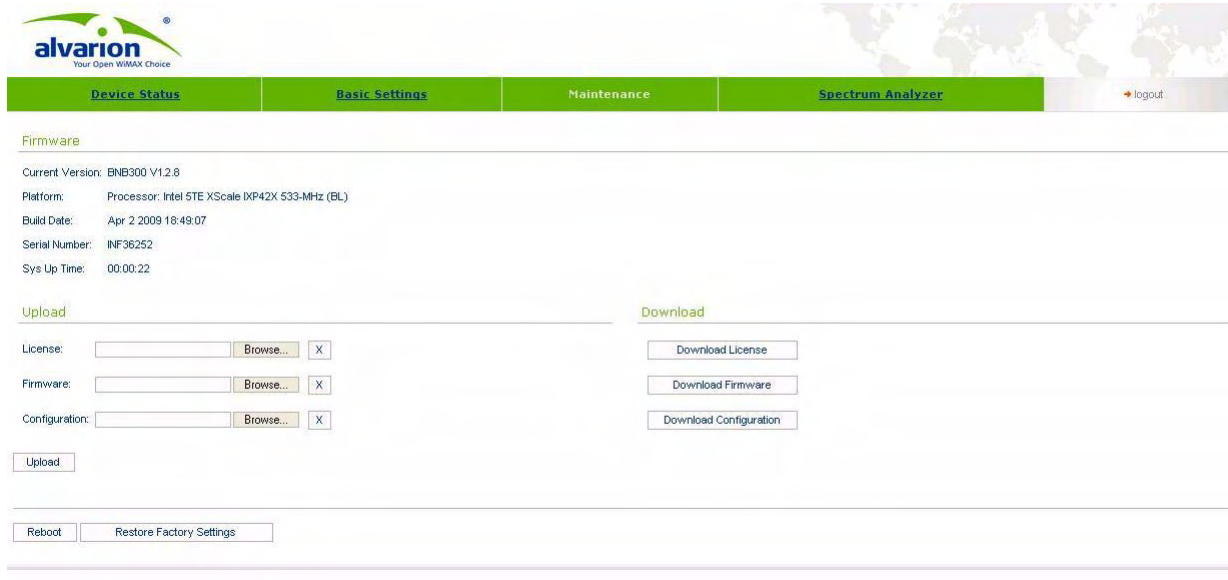 alvarion ®
Your Open WiMAX Choice
Device Status Basic Settings Maintenance Spectrum Analyzer logout
Firmware
Current Version: BNB300 V1.2.8
Platform: Processor: Intel 5TE XScale IXP42X 533-MHz (BL)
Build Date: Apr 2 2009 18:49:07
Serial Number: INF36252
Sys Up Time: 00:00:22
Upload Download
License: Browse... X Download License
Firmware: Browse... X Download Firmware
Configuration: Browse... X Download Configuration
Upload
Reboot Restore Factory Settings